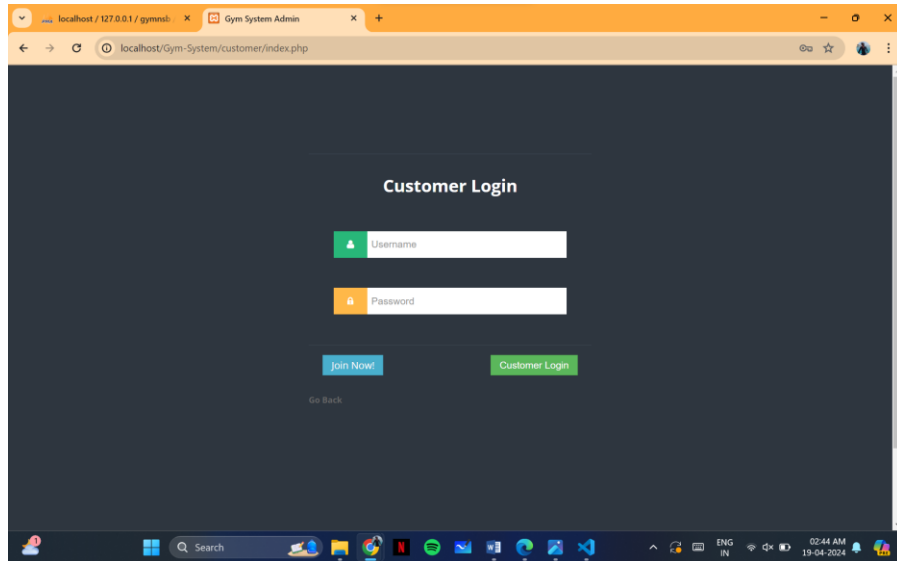 localhost / 127.0.0.1 / gymnsb /
Gym System Admin
localhost/Gym-System/customer/index.php
Customer Login
Username
Password
Join Now!
Customer Login
Go Back
1
Search
ENG
IN
02:44 AM
19-04-2024